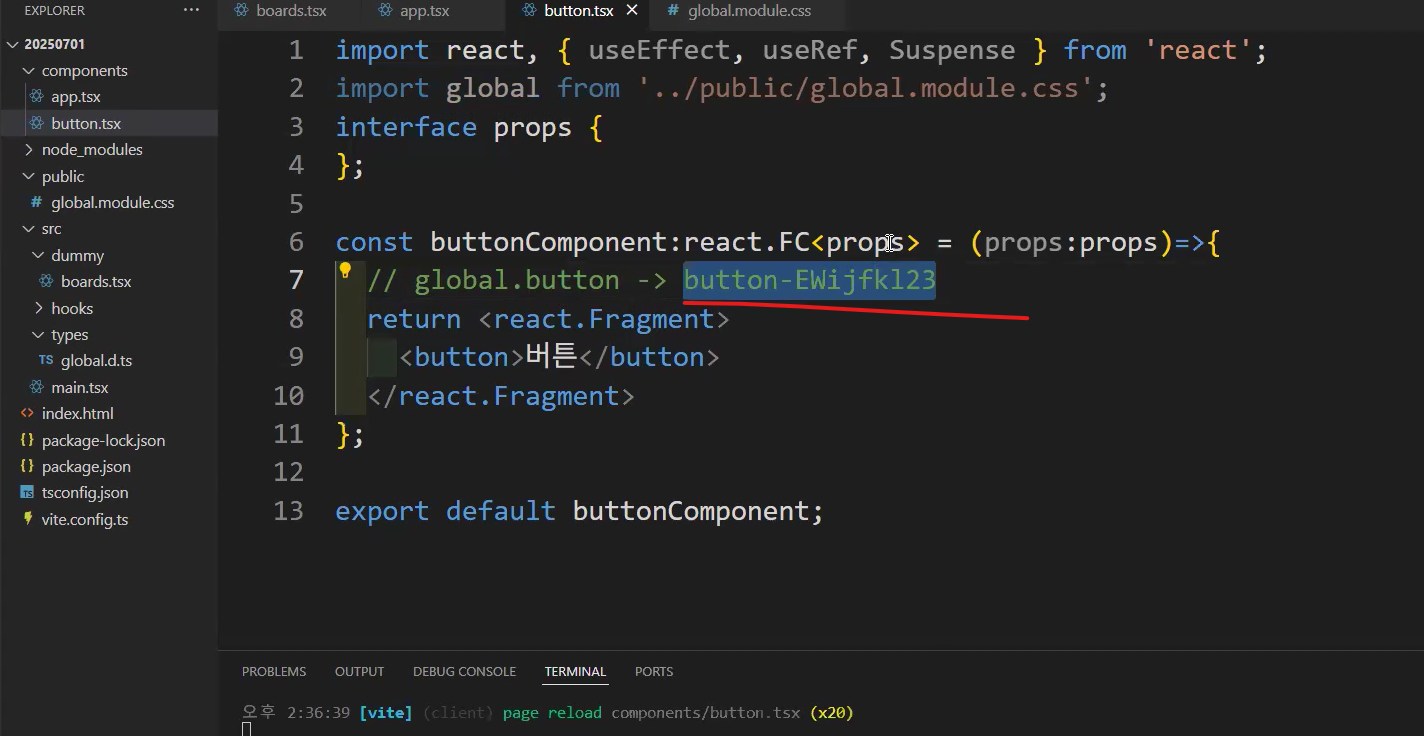 EXPLORER ...
20250701
components
app.tsx
button.tsx
node_modules
public
# global.module.css
src
dummy
boards.tsx
hooks
types
TS global.d.ts
main.tsx
<> index.html
{} package-lock.json
{} package.json
TS tsconfig.json
vite.config.ts
boards.tsx app.tsx button.tsx × # global.module.css
1 import react, { useEffect, useRef, Suspense } from 'react';
2 import global from '../public/global.module.css';
3 interface props {
4 };
5
6 const buttonComponent:react.FC<props> = (props:props)=>{
7 // global.button -> button-EWijfkl23
8 return <react.Fragment>
9 <button>버튼</button>
10 </react.Fragment>
11 };
12
13 export default buttonComponent;
PROBLEMS OUTPUT DEBUG CONSOLE TERMINAL PORTS
오후 2:36:39 [vite] (client) page reload components/button.tsx (x20)